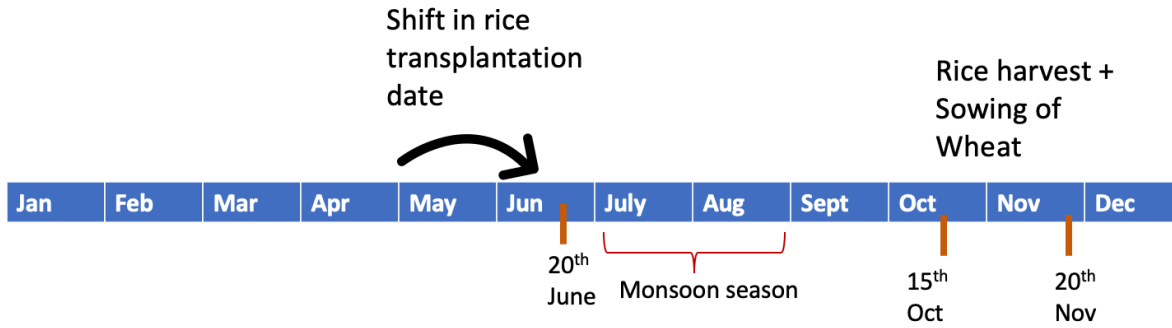 Shift in rice
transplantation
date
Rice harvest +
Sowing of
Wheat
Jan Feb Mar Apr May Jun July Aug Sept Oct Nov Dec
20th
June
Monsoon season
15th
Oct
20th
Nov